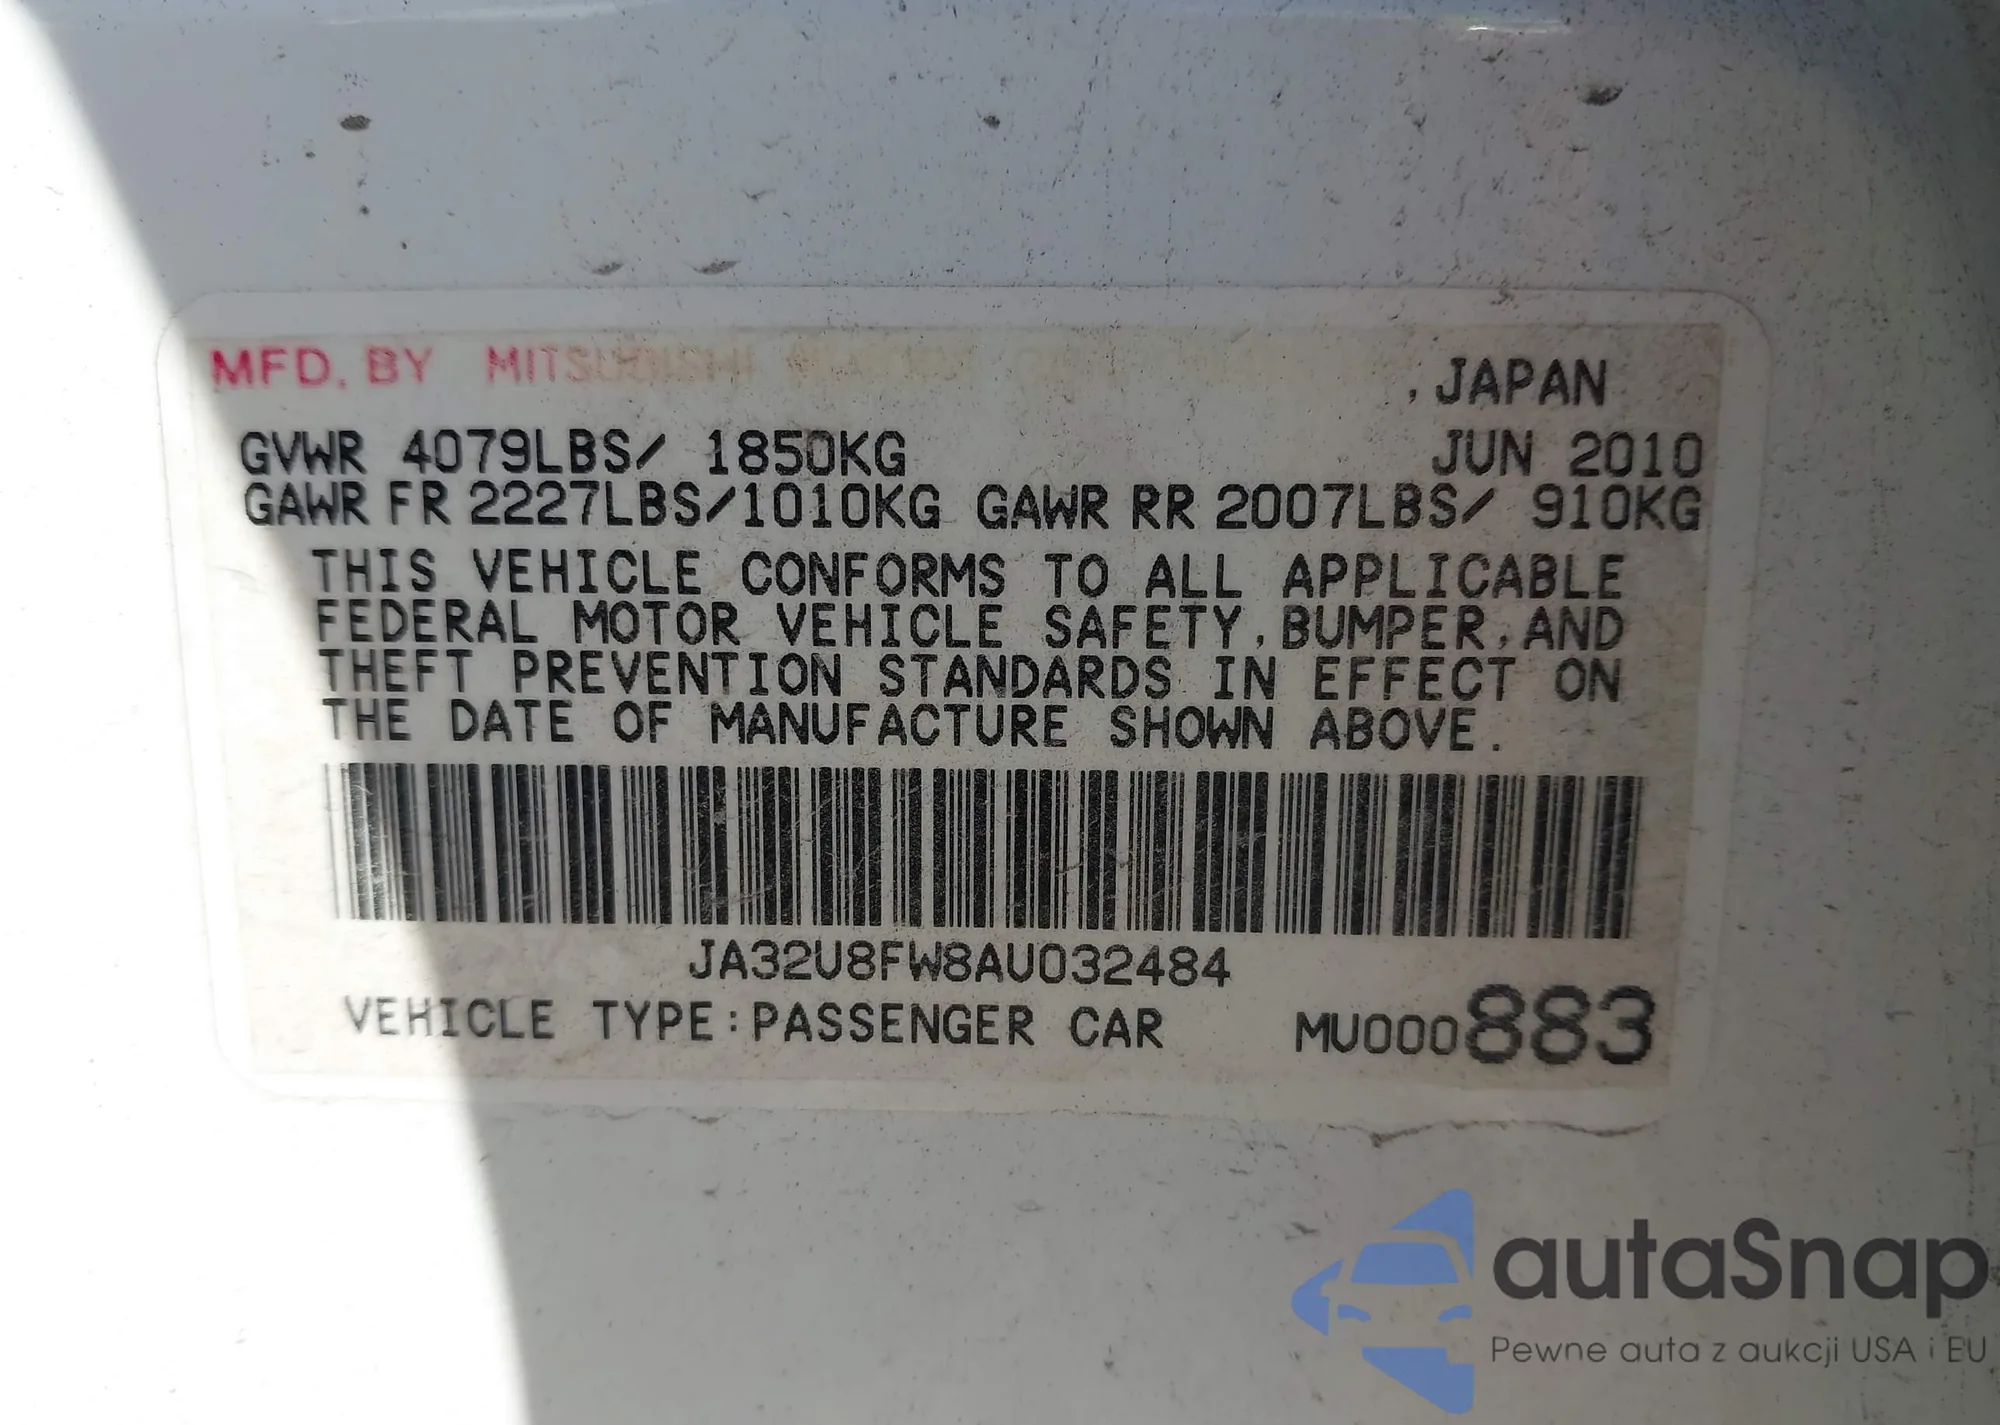 MFD. BY MITSUBISHI , JAPAN
GVWR 4079LBS/ 1850KG JUN 2010
GAWR FR 2227LBS/1010KG GAWR RR 2007LBS/ 910KG
THIS VEHICLE CONFORMS TO ALL APPLICABLE
FEDERAL MOTOR VEHICLE SAFETY,BUMPER,AND
THEFT PREVENTION STANDARDS IN EFFECT ON
THE DATE OF MANUFACTURE SHOWN ABOVE.
JA32U8FW8AU032484
VEHICLE TYPE:PASSENGER CAR MU000883
autaSnap
Pewne auta z aukcji USA i EU